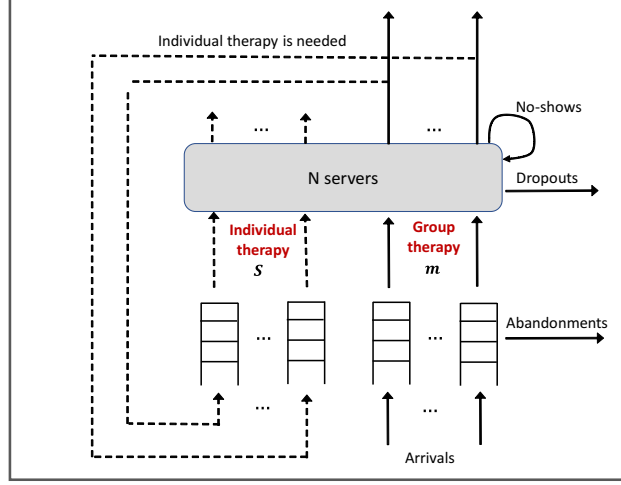 Individual therapy is needed
No-shows
...
...
N servers
Dropouts
Individual
therapy
S
Group
therapy
m
Abandonments
...
...
...
...
Arrivals